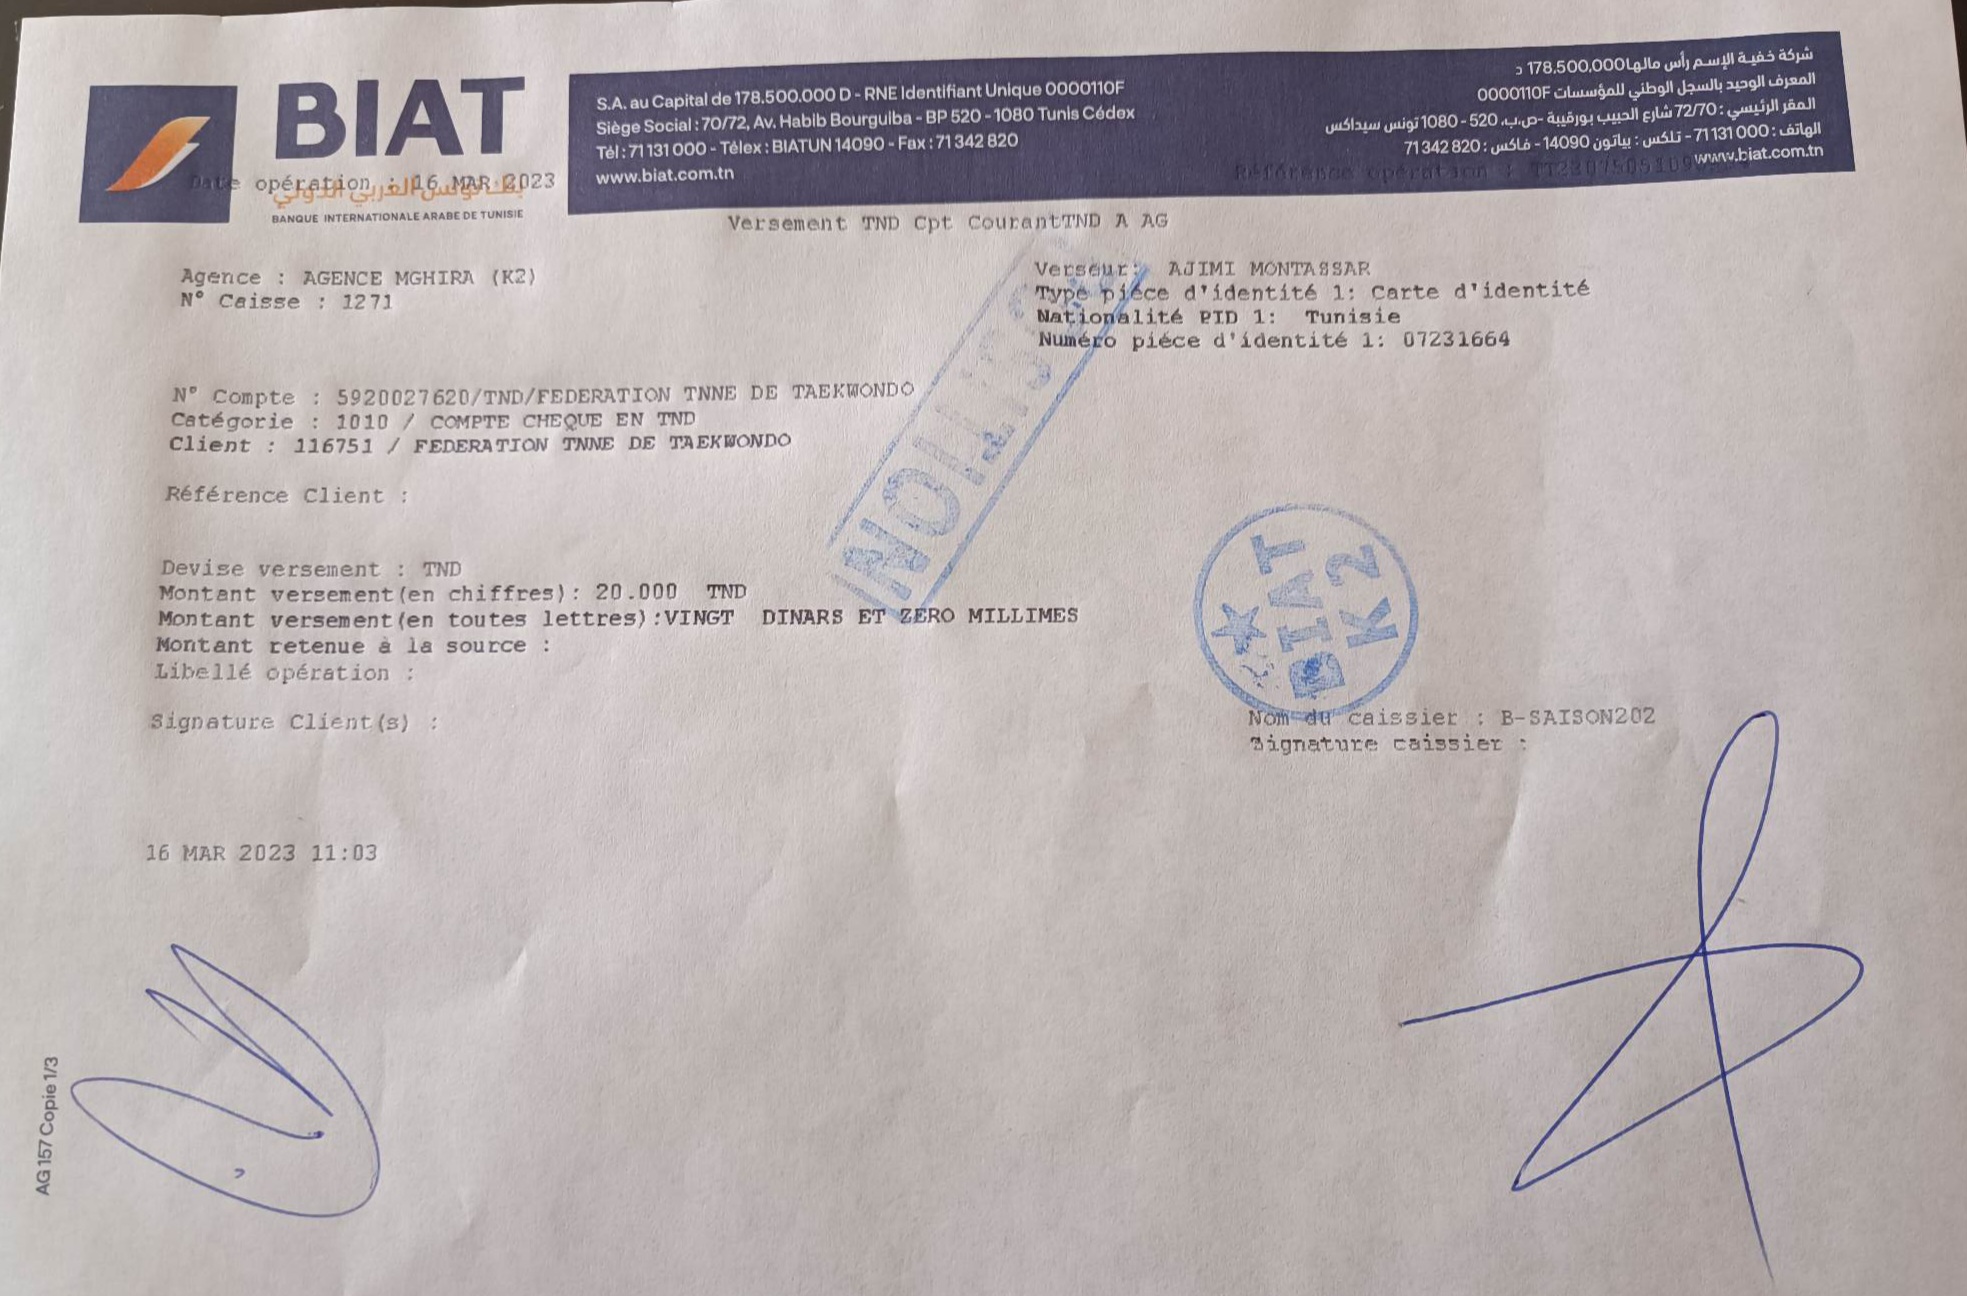 BIAT
بنك تونس العربي الدولي
BANQUE INTERNATIONALE ARABE DE TUNISIE
S.A. au Capital de 178.500.000 D - RNE Identifiant Unique 0000110F
Siège Social : 70/72, Av. Habib Bourguiba - BP 520 - 1080 Tunis Cédex
Tél : 71 131 000 - Télex : BIATUN 14090 - Fax : 71 342 820
www.biat.com.tn
شركة خفية الإسم رأس مالها 178.500.000 د
المعرف الوحيد بالسجل الوطني للمؤسسات 0000110F
المقر الرئيسي : 72/70 شارع الحبيب بورقيبة -ص.ب. 520 - 1080 تونس سيداكس
الهاتف : 000 131 71 - تلكس : بياتون 14090 - فاكس : 820 342 71
www.biat.com.tn
Date opération : 16 MAR 2023
Référence opération :
Versement TND Cpt CourantTND A AG
Agence : AGENCE MGHIRA (K2)
N° Caisse : 1271
Verseur: AJIMI MONTASSAR
Type piéce d'identité 1: Carte d'identité
Nationalité PID 1: Tunisie
Numéro piéce d'identité 1: 07231664
N° Compte : 5920027620/TND/FEDERATION TNNE DE TAEKWONDO
Catégorie : 1010 / COMPTE CHEQUE EN TND
Client : 116751 / FEDERATION TNNE DE TAEKWONDO
Référence Client :
Devise versement : TND
Montant versement(en chiffres): 20.000 TND
Montant versement(en toutes lettres):VINGT DINARS ET ZERO MILLIMES
Montant retenue à la source :
Libellé opération :
BIAT
K2
Signature Client(s) :
Nom du caissier : B-SAISON202
Signature caissier :
16 MAR 2023 11:03
AG 157 Copie 1/3